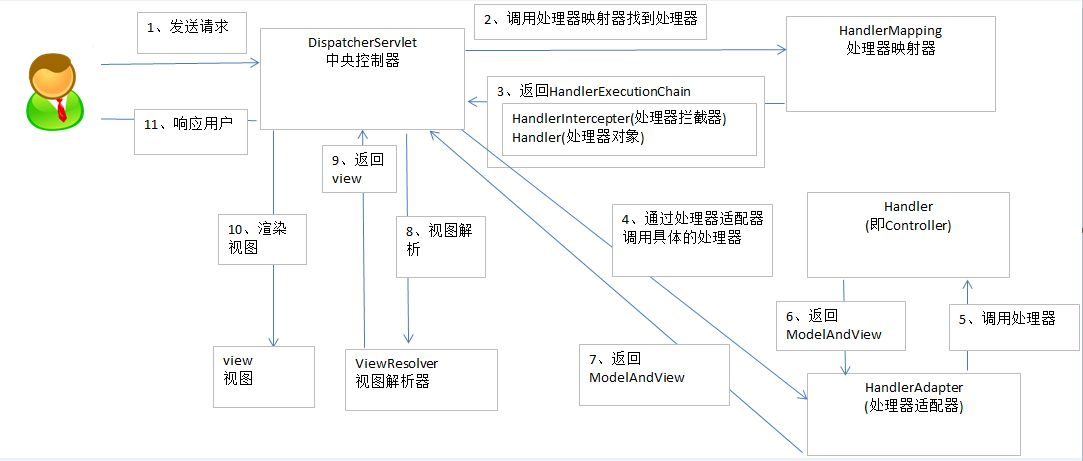 1、发送请求
2、调用处理器映射器找到处理器
DispatcherServlet
中央控制器
HandlerMapping
处理器映射器
3、返回HandlerExecutionChain
HandlerIntercepter(处理器拦截器)
Handler(处理器对象)
11、响应用户
9、返回
view
10、渲染
视图
8、视图解
析
4、通过处理器适配器
调用具体的处理器
Handler
(即Controller)
6、返回
ModelAndView
5、调用处理器
7、返回
ModelAndView
view
视图
ViewResolver
视图解析器
HandlerAdapter
(处理器适配器)